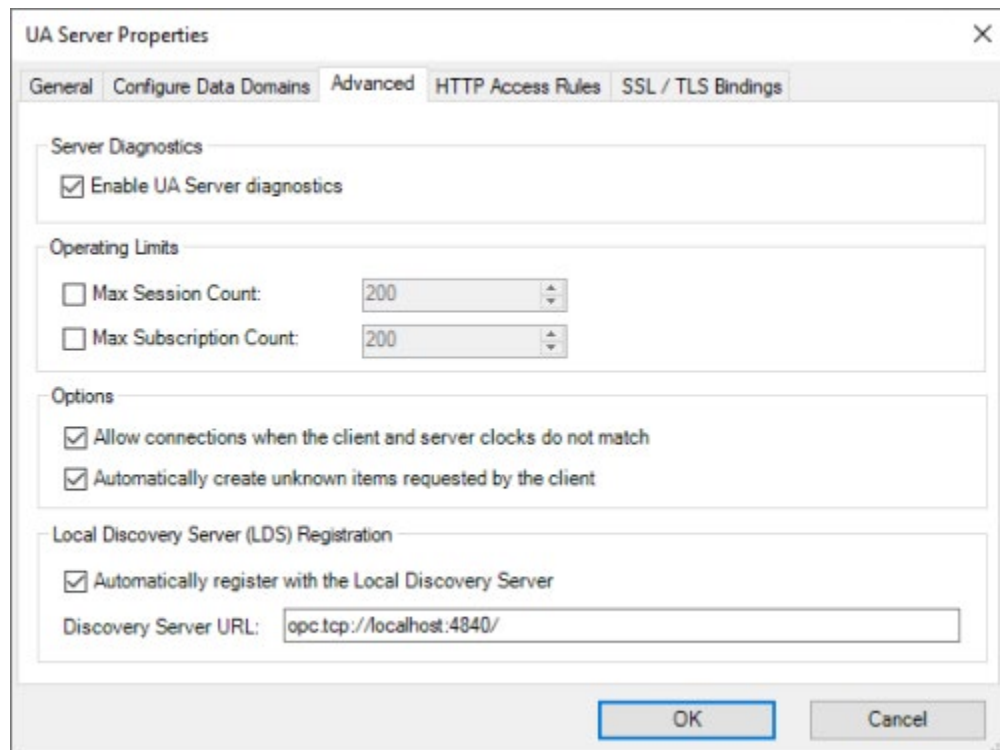 UA Server Properties
General Configure Data Domains Advanced HTTP Access Rules SSL / TLS Bindings
Server Diagnostics
Enable UA Server diagnostics
Operating Limits
Max Session Count: 200
Max Subscription Count: 200
Options
Allow connections when the client and server clocks do not match
Automatically create unknown items requested by the client
Local Discovery Server (LDS) Registration
Automatically register with the Local Discovery Server
Discovery Server URL: opc.tcp://localhost:4840/
OK Cancel